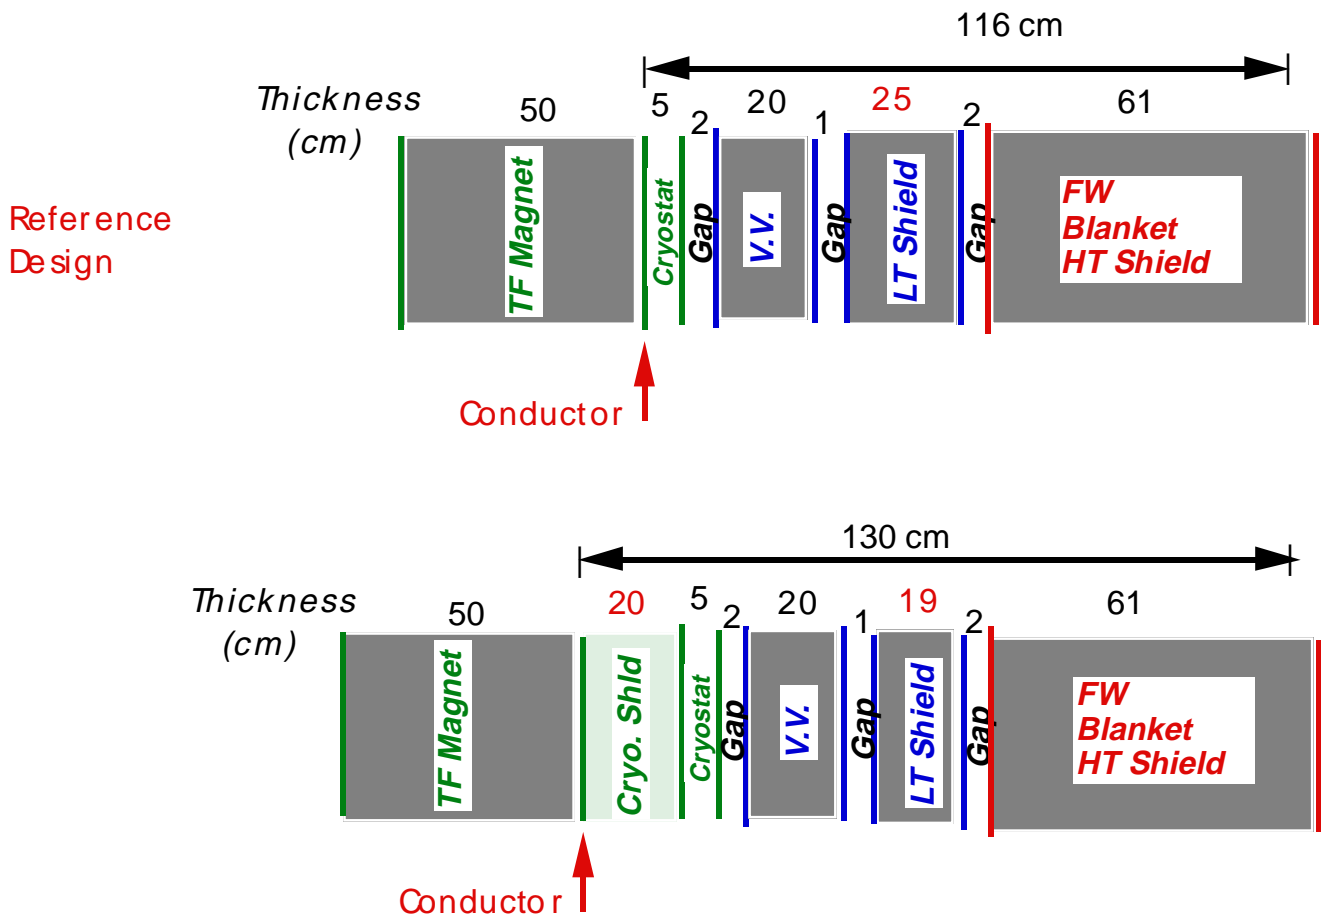 116 cm
Thickness
(cm)
50
5
2
20
1
25
2
61
Reference
Design
TF Magnet
Cryostat
Gap
V.V.
Gap
LT Shield
Gap
FW
Blanket
HT Shield
Conductor
130 cm
Thickness
(cm)
50
20
5
2
20
1
19
2
61
TF Magnet
Cryo. Shld
Cryostat
Gap
V.V.
Gap
LT Shield
Gap
FW
Blanket
HT Shield
Conductor